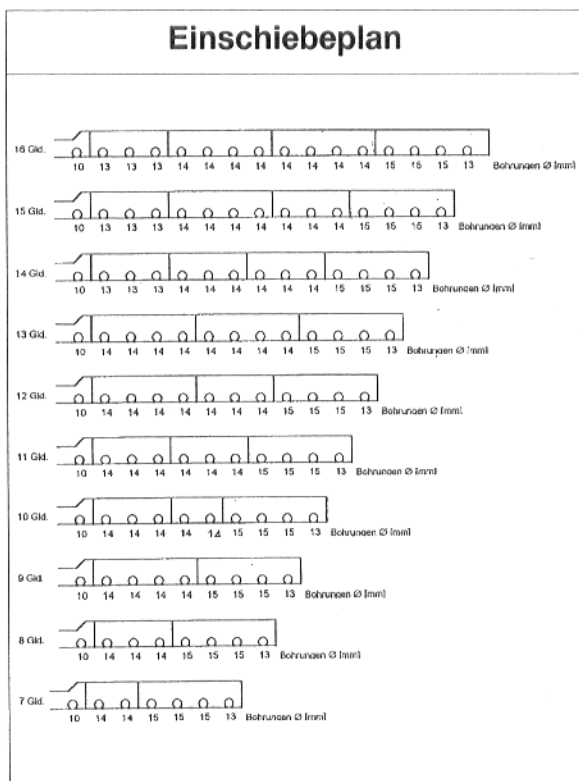 Einschiebeplan
16 Gld.
10 13 13 13 14 14 14 14 14 14 14 14 15 15 15 13 Bohrungen Ø [mm]
15 Gld.
10 13 13 13 14 14 14 14 14 14 14 15 15 15 13 Bohrungen Ø [mm]
14 Gld.
10 13 13 13 14 14 14 14 14 14 15 15 15 13 Bohrungen Ø [mm]
13 Gld.
10 14 14 14 14 14 14 14 14 15 15 15 13 Bohrungen Ø [mm]
12 Gld.
10 14 14 14 14 14 14 14 15 15 15 13 Bohrungen Ø [mm]
11 Gld.
10 14 14 14 14 14 14 15 15 15 13 Bohrungen Ø [mm]
10 Gld.
10 14 14 14 14 14 15 15 15 13 Bohrungen Ø [mm]
9 Gld.
10 14 14 14 14 15 15 15 13 Bohrungen Ø [mm]
8 Gld.
10 14 14 14 15 15 15 13 Bohrungen Ø [mm]
7 Gld.
10 14 14 15 15 15 13 Bohrungen Ø [mm]